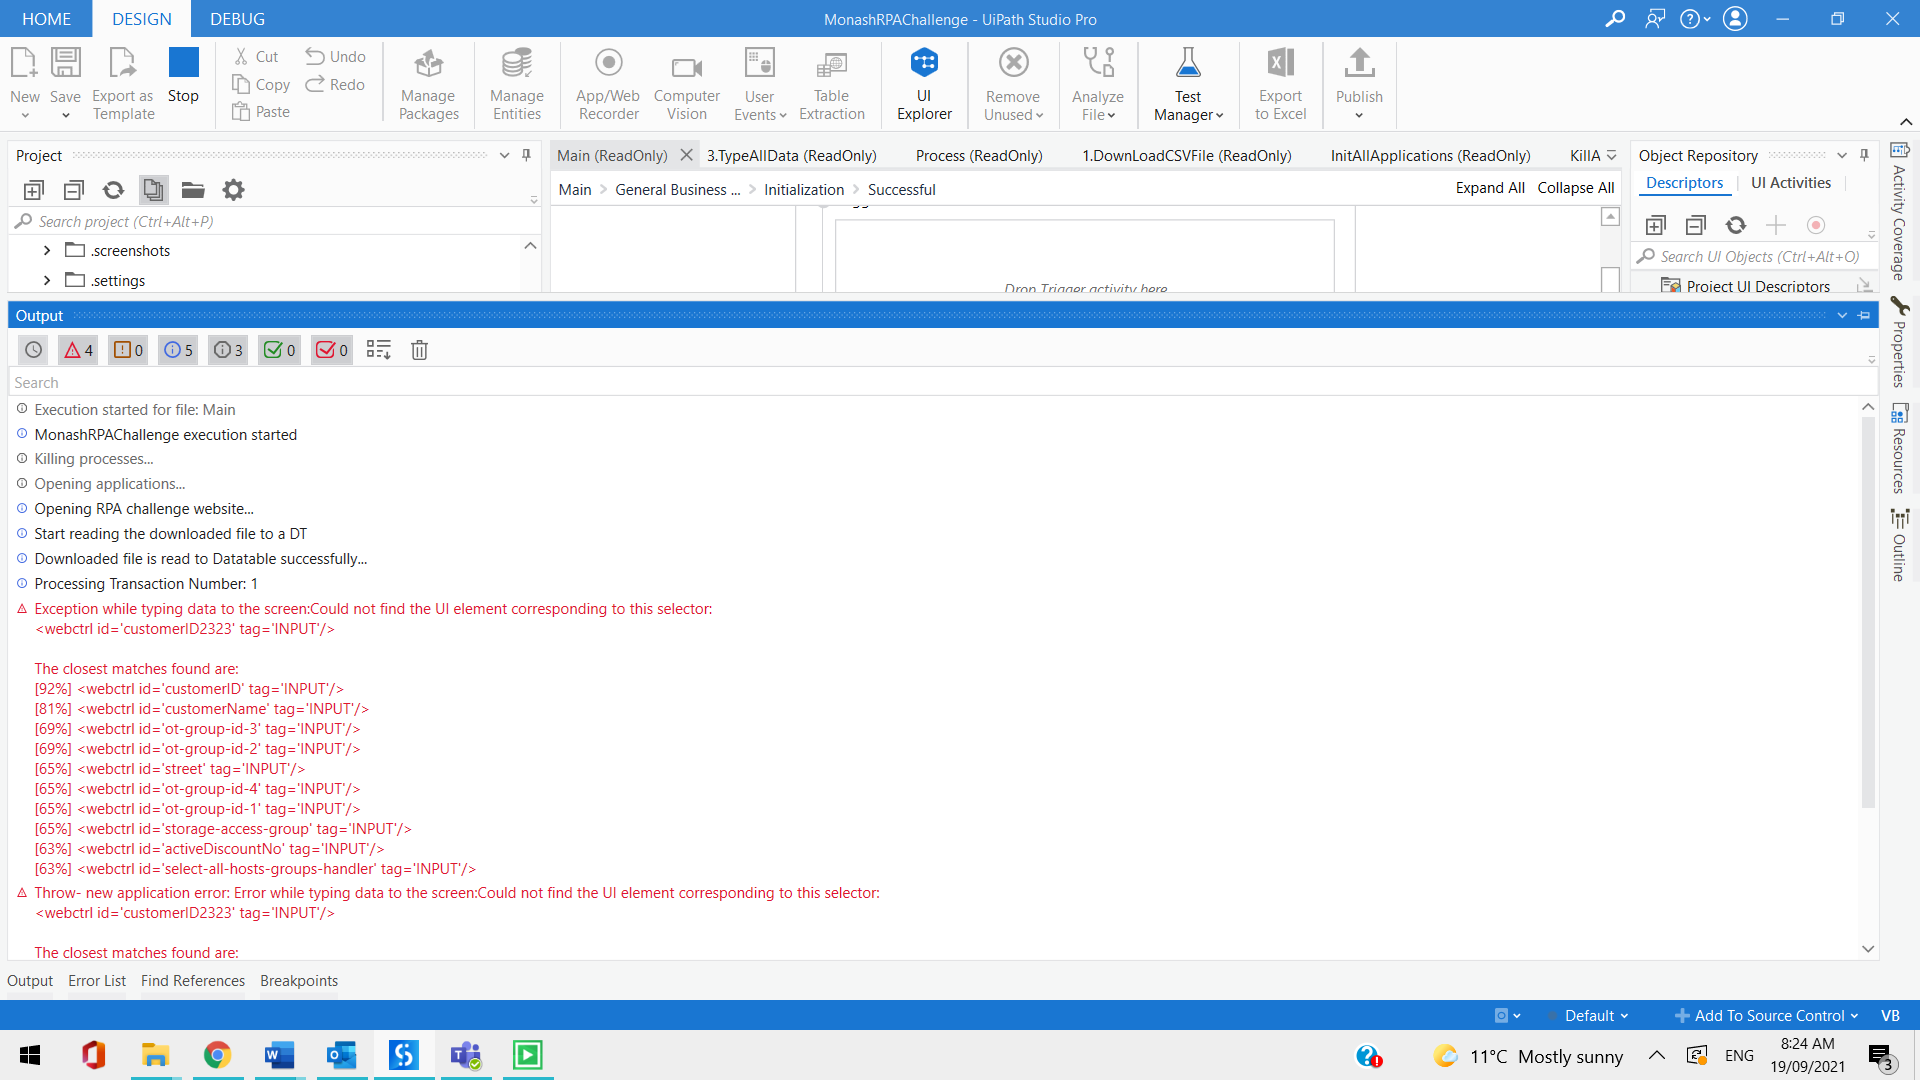 HOME
DESIGN
DEBUG
MonashRPAChallenge - UiPath Studio Pro
New
Save
Export as
Template
Stop
Cut
Copy
Paste
Undo
Redo
Manage
Packages
Manage
Entities
App/Web
Recorder
Computer
Vision
User
Events
Table
Extraction
UI
Explorer
Remove
Unused
Analyze
File
Test
Manager
Export
to Excel
Publish
Project
Search project (Ctrl+Alt+P)
.screenshots
.settings
Main (ReadOnly)
3.TypeAllData (ReadOnly)
Process (ReadOnly)
1.DownLoadCSVFile (ReadOnly)
InitAllApplications (ReadOnly)
KillA
Main > General Business ... > Initialization > Successful
Expand All
Collapse All
Drop Trigger activity here
Object Repository
Descriptors
UI Activities
Search UI Objects (Ctrl+Alt+O)
Project UI Descriptors
Activity Coverage
Properties
Resources
Outline
Output
4
0
5
3
0
0
Search
Execution started for file: Main
MonashRPAChallenge execution started
Killing processes...
Opening applications...
Opening RPA challenge website...
Start reading the downloaded file to a DT
Downloaded file is read to Datatable successfully...
Processing Transaction Number: 1
Exception while typing data to the screen:Could not find the UI element corresponding to this selector:
<webctrl id='customerID2323' tag='INPUT'/>
The closest matches found are:
[92%] <webctrl id='customerID' tag='INPUT'/>
[81%] <webctrl id='customerName' tag='INPUT'/>
[69%] <webctrl id='ot-group-id-3' tag='INPUT'/>
[69%] <webctrl id='ot-group-id-2' tag='INPUT'/>
[65%] <webctrl id='street' tag='INPUT'/>
[65%] <webctrl id='ot-group-id-4' tag='INPUT'/>
[65%] <webctrl id='ot-group-id-1' tag='INPUT'/>
[65%] <webctrl id='storage-access-group' tag='INPUT'/>
[63%] <webctrl id='activeDiscountNo' tag='INPUT'/>
[63%] <webctrl id='select-all-hosts-groups-handler' tag='INPUT'/>
Throw- new application error: Error while typing data to the screen:Could not find the UI element corresponding to this selector:
<webctrl id='customerID2323' tag='INPUT'/>
The closest matches found are:
Output
Error List
Find References
Breakpoints
Default
Add To Source Control
VB
11°C Mostly sunny
ENG
8:24 AM
19/09/2021
3